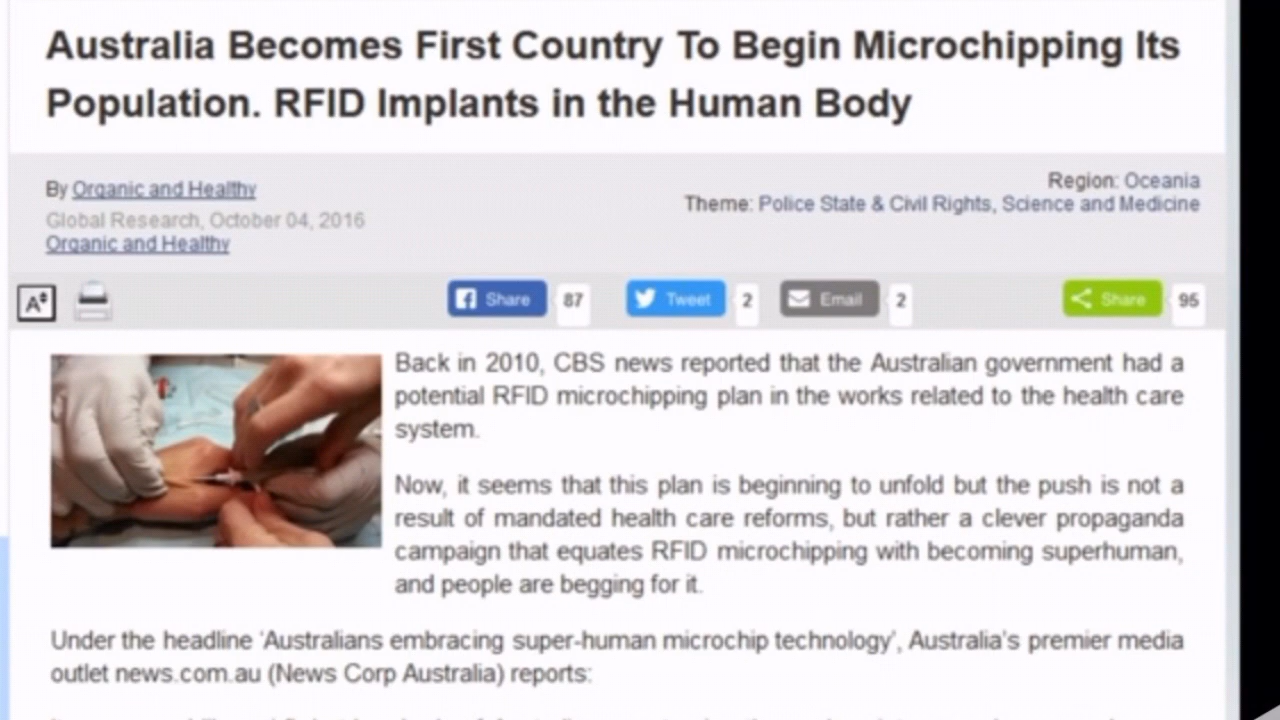 Australia Becomes First Country To Begin Microchipping Its
Population. RFID Implants in the Human Body
By Organic and Healthy
Global Research, October 04, 2016
Organic and Healthy
Region: Oceania
Theme: Police State & Civil Rights, Science and Medicine
A
Share 87
Tweet 2
Email 2
Share 95
Back in 2010, CBS news reported that the Australian government had a
potential RFID microchipping plan in the works related to the health care
system.
Now, it seems that this plan is beginning to unfold but the push is not a
result of mandated health care reforms, but rather a clever propaganda
campaign that equates RFID microchipping with becoming superhuman,
and people are begging for it.
Under the headline 'Australians embracing super-human microchip technology', Australia's premier media
outlet news.com.au (News Corp Australia) reports: